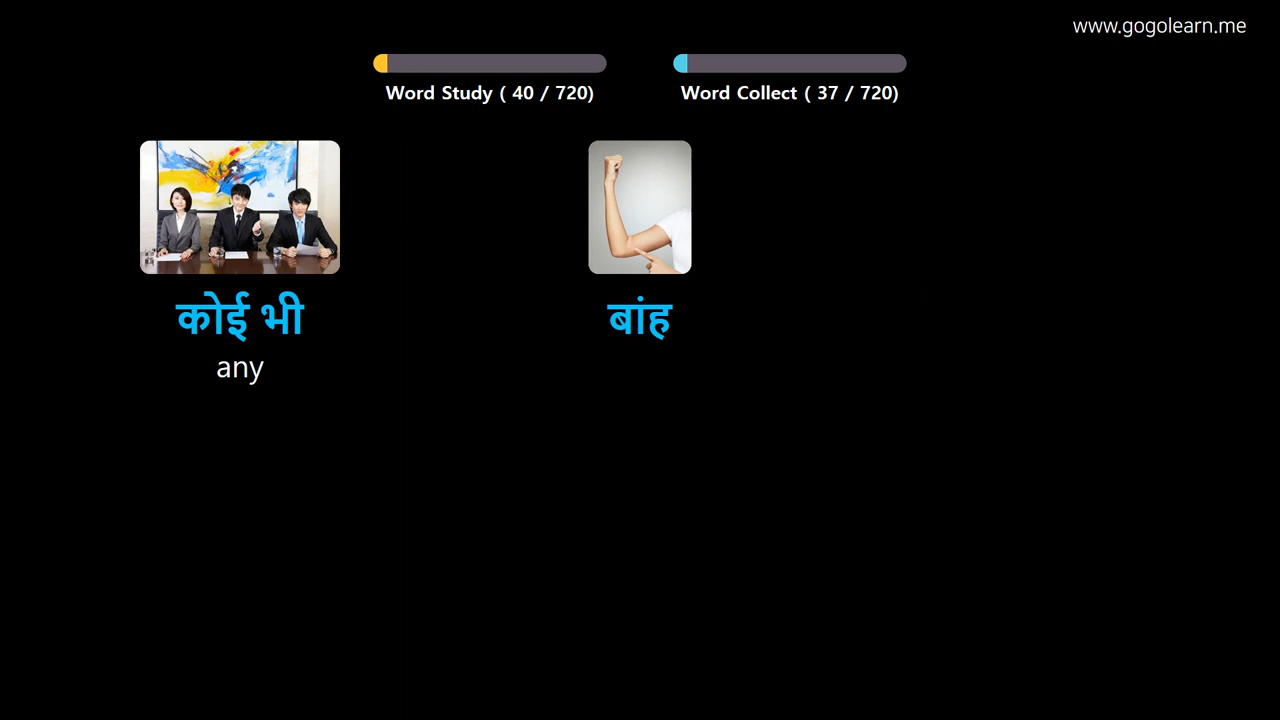 www.gogolearn.me
Word Study ( 40 / 720)
Word Collect ( 37 / 720)
कोई भी
any
बांह